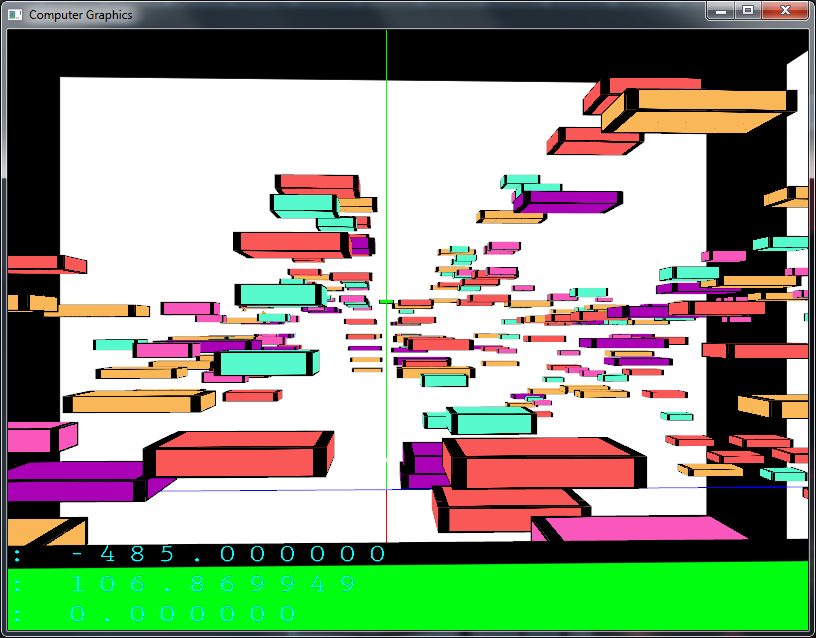 Computer Graphics
: -485.000000
: 106.869949
: 0.000000